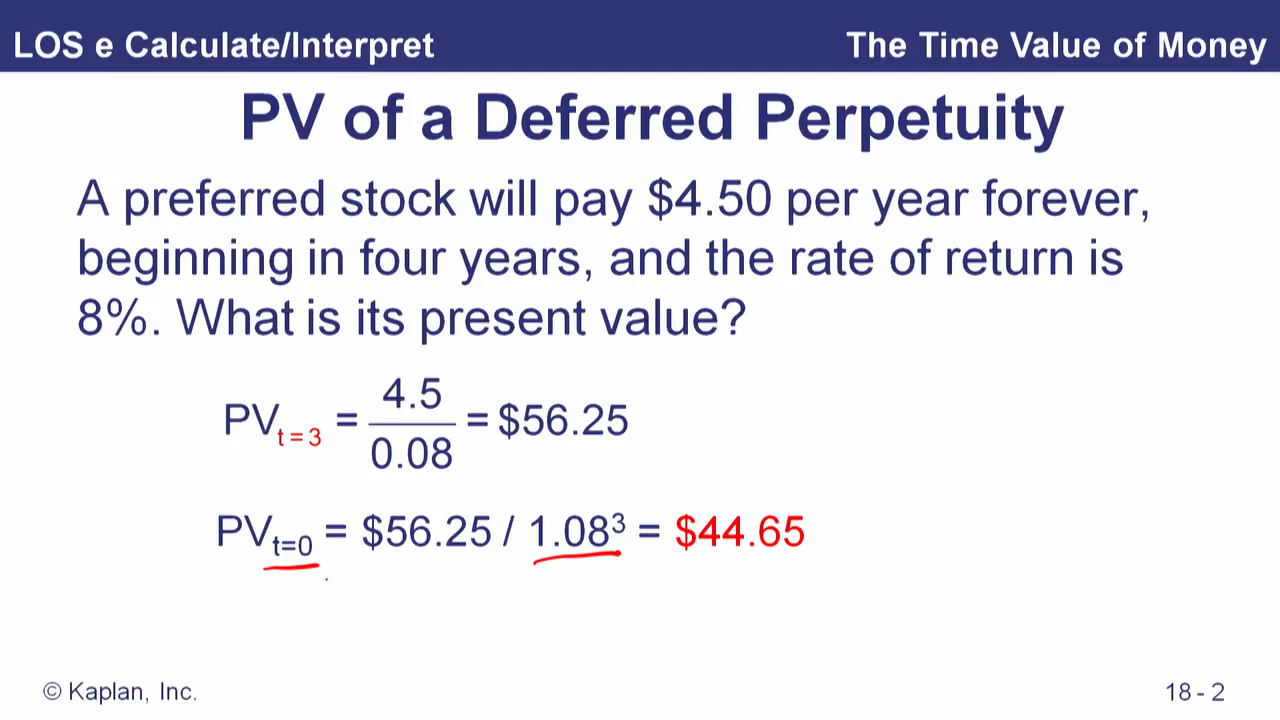 LOS e Calculate/Interpret
The Time Value of Money
PV of a Deferred Perpetuity
A preferred stock will pay $4.50 per year forever,
beginning in four years, and the rate of return is
8%. What is its present value?
PV t = 3 = 4.5 / 0.08 = $56.25
PV t=0 = $56.25 / 1.08³ = $44.65
© Kaplan, Inc.
18 - 2